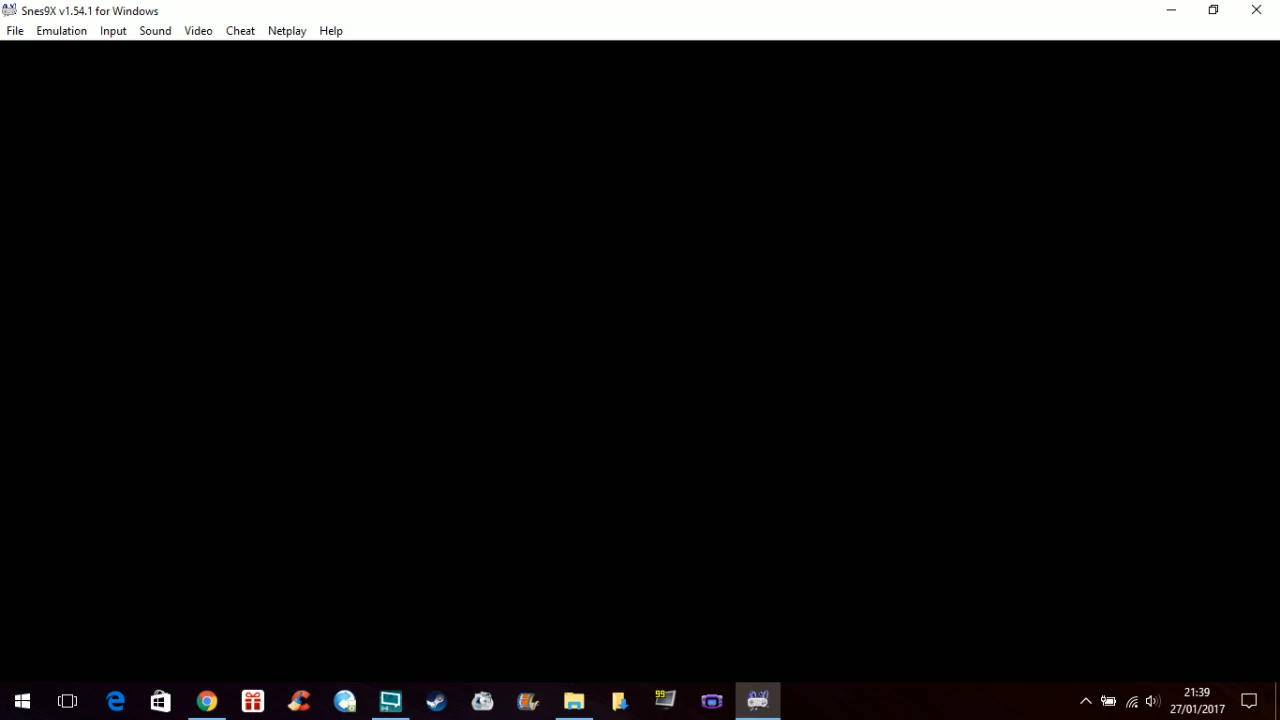 Snes9X v1.54.1 for Windows
File Emulation Input Sound Video Cheat Netplay Help
99
21:39
27/01/2017